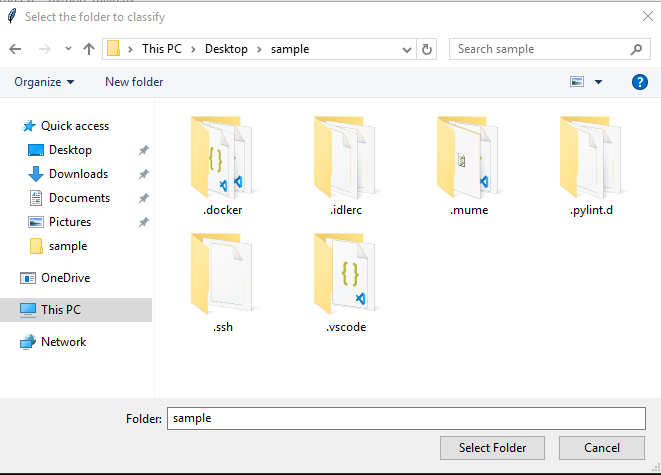 Select the folder to classify
This PC > Desktop > sample
Search sample
Organize
New folder
Quick access
Desktop
Downloads
Documents
Pictures
sample
OneDrive
This PC
Network
.docker
.idlerc
.mume
.pylint.d
.ssh
.vscode
Folder: sample
Select Folder
Cancel